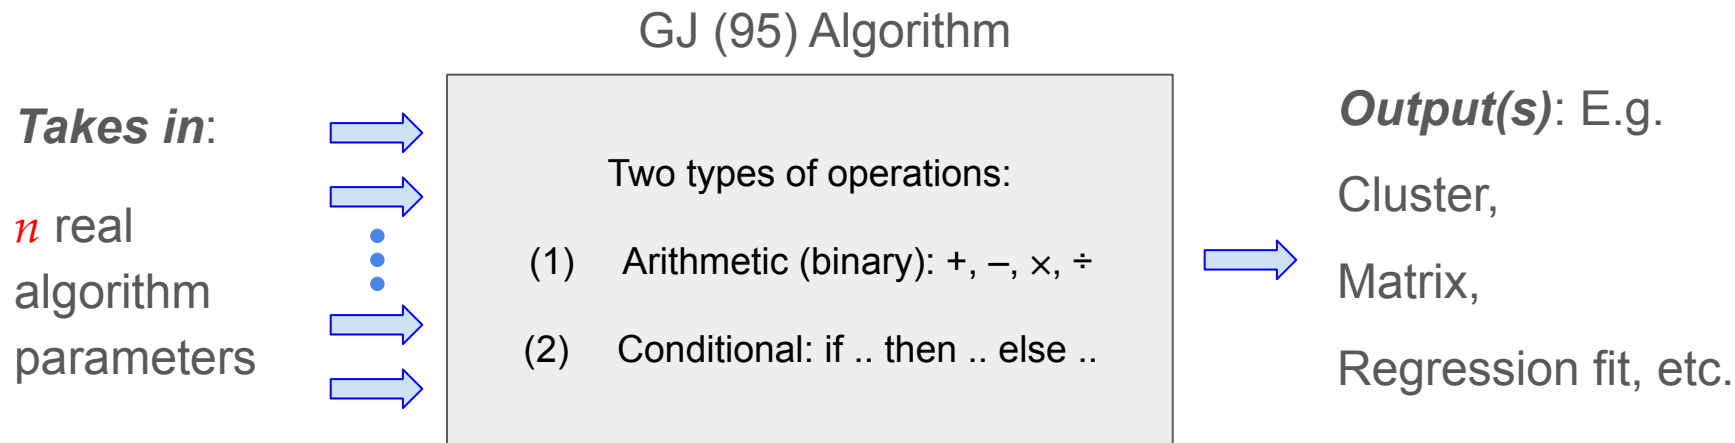 GJ (95) Algorithm
Takes in:
n real
algorithm
parameters
Two types of operations:
(1) Arithmetic (binary): +, –, ×, ÷
(2) Conditional: if .. then .. else ..
Output(s): E.g.
Cluster,
Matrix,
Regression fit, etc.